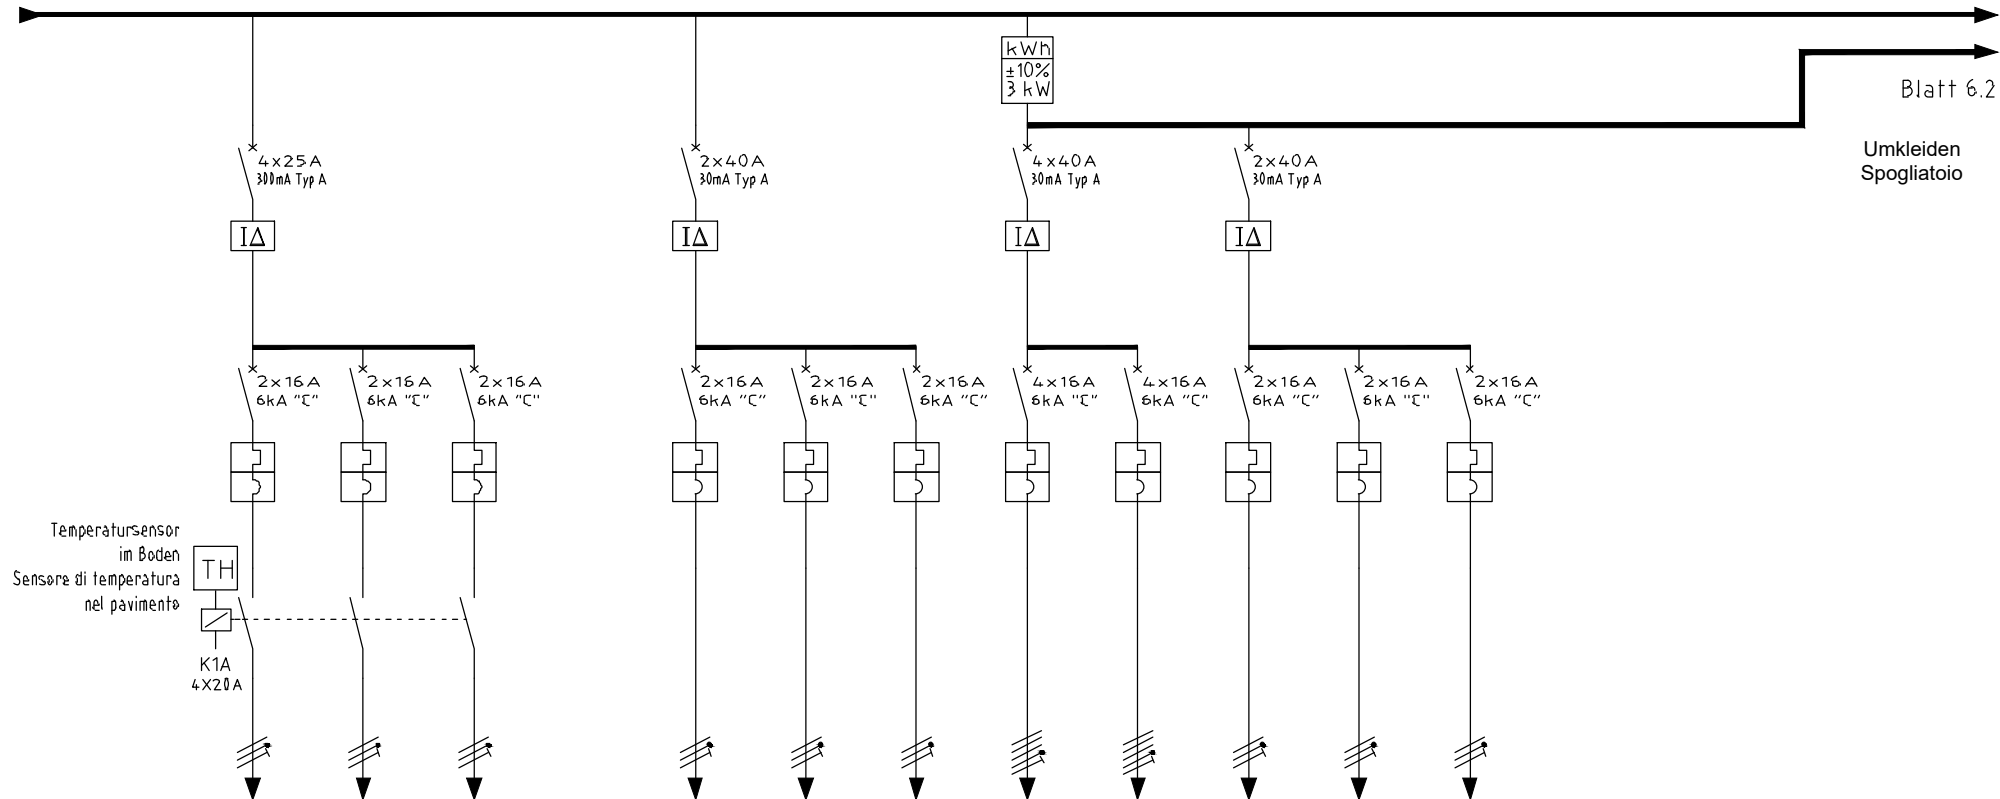 kWh
±10%
3 kW
Blatt 6.2
Umkleiden
Spogliatoio
4x25A
300mA Typ A
2x40A
30mA Typ A
4x40A
30mA Typ A
2x40A
30mA Typ A
I∆
I∆
I∆
I∆
2x16A
6kA "C"
2x16A
6kA "C"
2x16A
6kA "C"
2x16A
6kA "C"
2x16A
6kA "C"
2x16A
6kA "C"
4x16A
6kA "C"
4x16A
6kA "C"
2x16A
6kA "C"
2x16A
6kA "C"
2x16A
6kA "C"
Temperatursensor
im Boden
Sensore di temperatura
nel pavimento
TH
K1A
4X20A